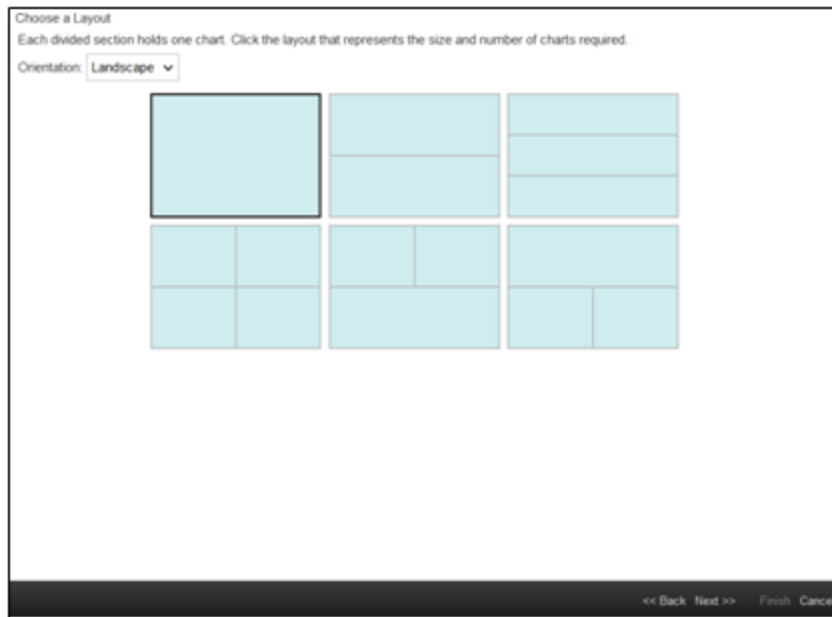 Choose a Layout
Each divided section holds one chart. Click the layout that represents the size and number of charts required.
Orientation: Landscape
<< Back Next >> Finish Cance